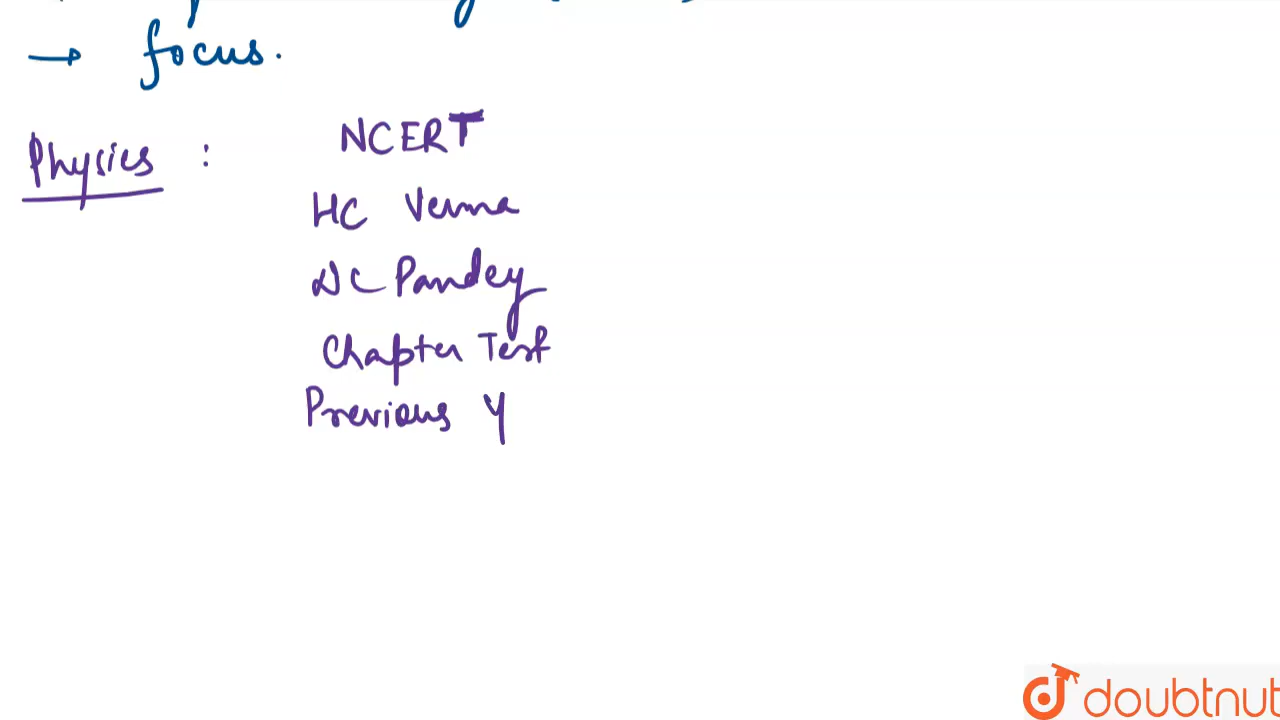 → focus.
Physics : NCERT
HC Verma
DC Pandey
Chapter Test
Previous Y
doubtnut